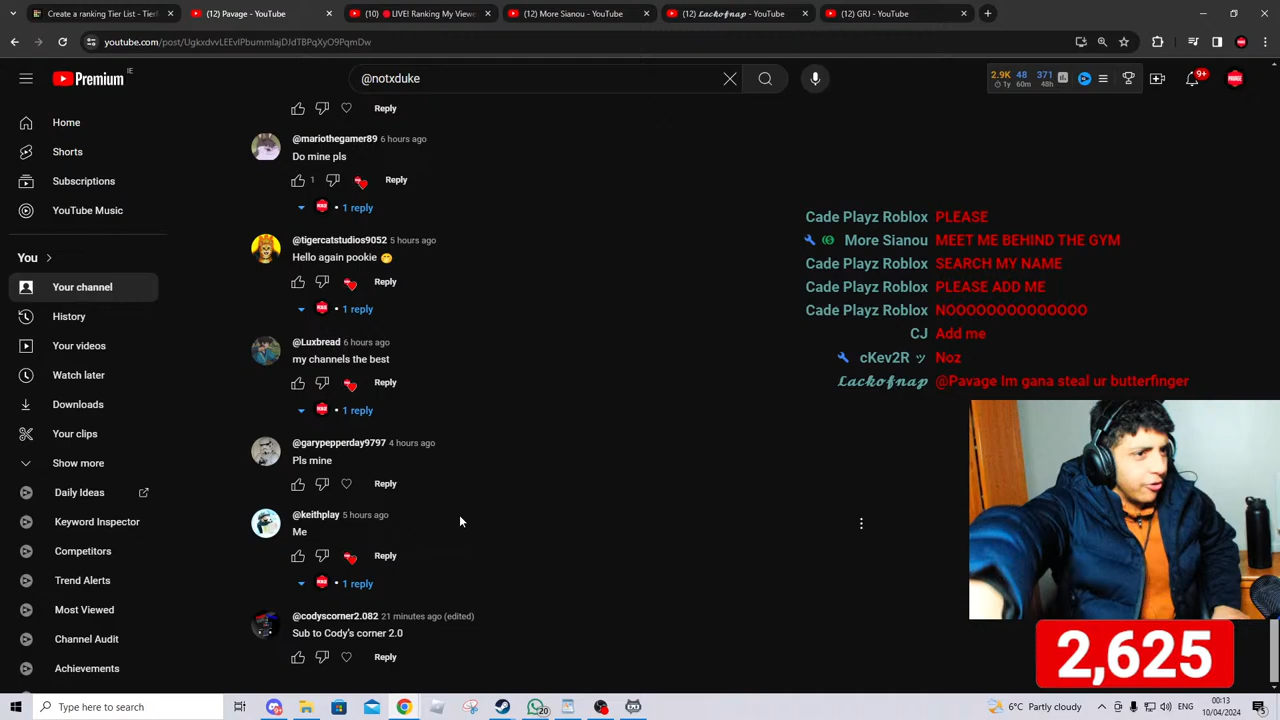 Create a ranking Tier List - TierM
(12) Pavage - YouTube
(10) 🔴LIVE! Ranking My View
(12) More Sianou - YouTube
(12) 𝓛𝓪𝓬𝓴𝓸𝓯𝓷𝓪𝓹 - YouTube
(12) GRJ - YouTube
youtube.com/post/UgkxdvvLEEvIPbummIajDJdTBPqXyO9PqmDw
Premium IE
@notxduke
2.9K 48 371
1y 60m 48h
9+
Home
Shorts
Subscriptions
YouTube Music
You
Your channel
History
Your videos
Watch later
Downloads
Your clips
Show more
Daily Ideas
Keyword Inspector
Competitors
Trend Alerts
Most Viewed
Channel Audit
Achievements
Reply
@mariothegamer89 6 hours ago
Do mine pls
1 Reply
• 1 reply
@tigercatstudios9052 5 hours ago
Hello again pookie 🤭
Reply
• 1 reply
@Luxbread 6 hours ago
my channels the best
Reply
• 1 reply
@garypepperday9797 4 hours ago
Pls mine
Reply
@keithplay 5 hours ago
Me
Reply
• 1 reply
@codyscorner2.082 21 minutes ago (edited)
Sub to Cody's corner 2.0
Reply
Cade Playz Roblox PLEASE
More Sianou MEET ME BEHIND THE GYM
Cade Playz Roblox SEARCH MY NAME
Cade Playz Roblox PLEASE ADD ME
Cade Playz Roblox NOOOOOOOOOOOOOO
CJ Add me
cKev2R ッ Noz
𝓛𝓪𝓬𝓴𝓸𝓯𝓷𝓪𝓹 @Pavage Im gana steal ur butterfinger
2,625
Type here to search
20
6°C Partly cloudy
ENG
00:13
10/04/2024
5